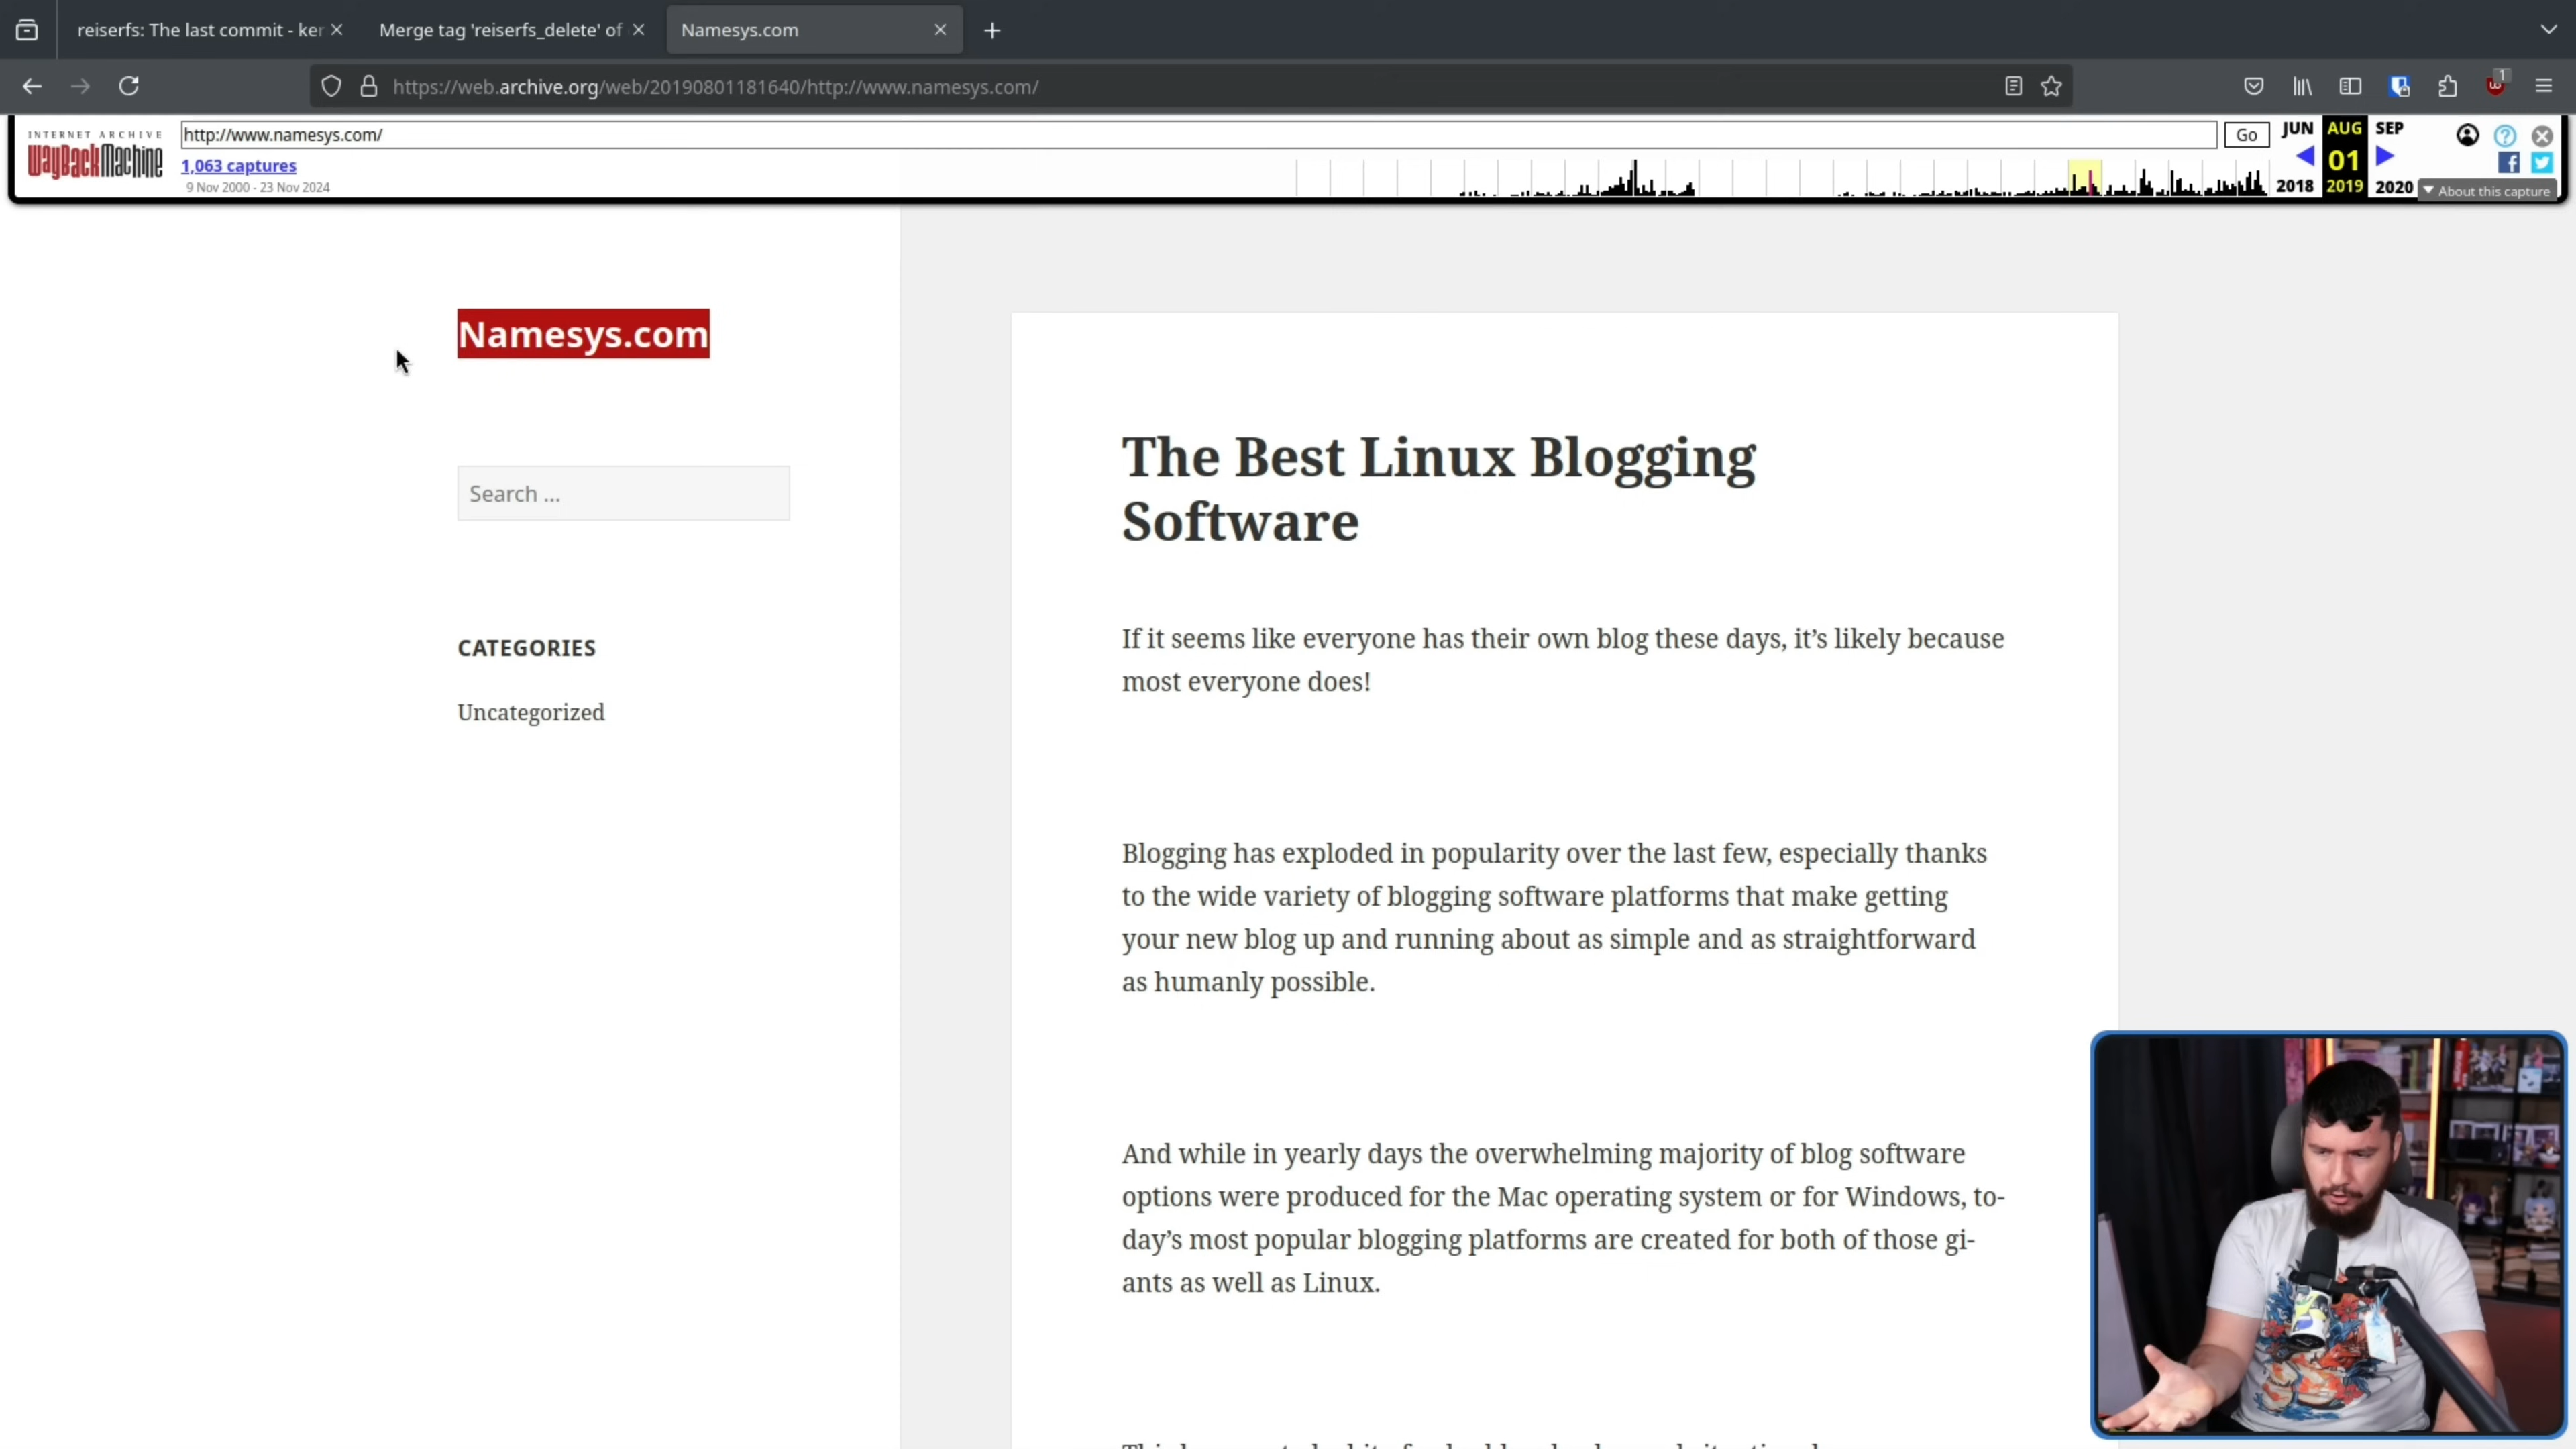 reiserfs: The last commit - ker
Merge tag 'reiserfs_delete' of
Namesys.com
https://web.archive.org/web/20190801181640/http://www.namesys.com/
1
INTERNET ARCHIVE
WayBackMachine
http://www.namesys.com/
Go
JUN
AUG
SEP
1,063 captures
01
9 Nov 2000 - 23 Nov 2024
2018
2019
2020
About this capture
Namesys.com
Search ...
CATEGORIES
Uncategorized
The Best Linux Blogging
Software
If it seems like everyone has their own blog these days, it’s likely because
most everyone does!
Blogging has exploded in popularity over the last few, especially thanks
to the wide variety of blogging software platforms that make getting
your new blog up and running about as simple and as straightforward
as humanly possible.
And while in yearly days the overwhelming majority of blog software
options were produced for the Mac operating system or for Windows, to-
day’s most popular blogging platforms are created for both of those gi-
ants as well as Linux.